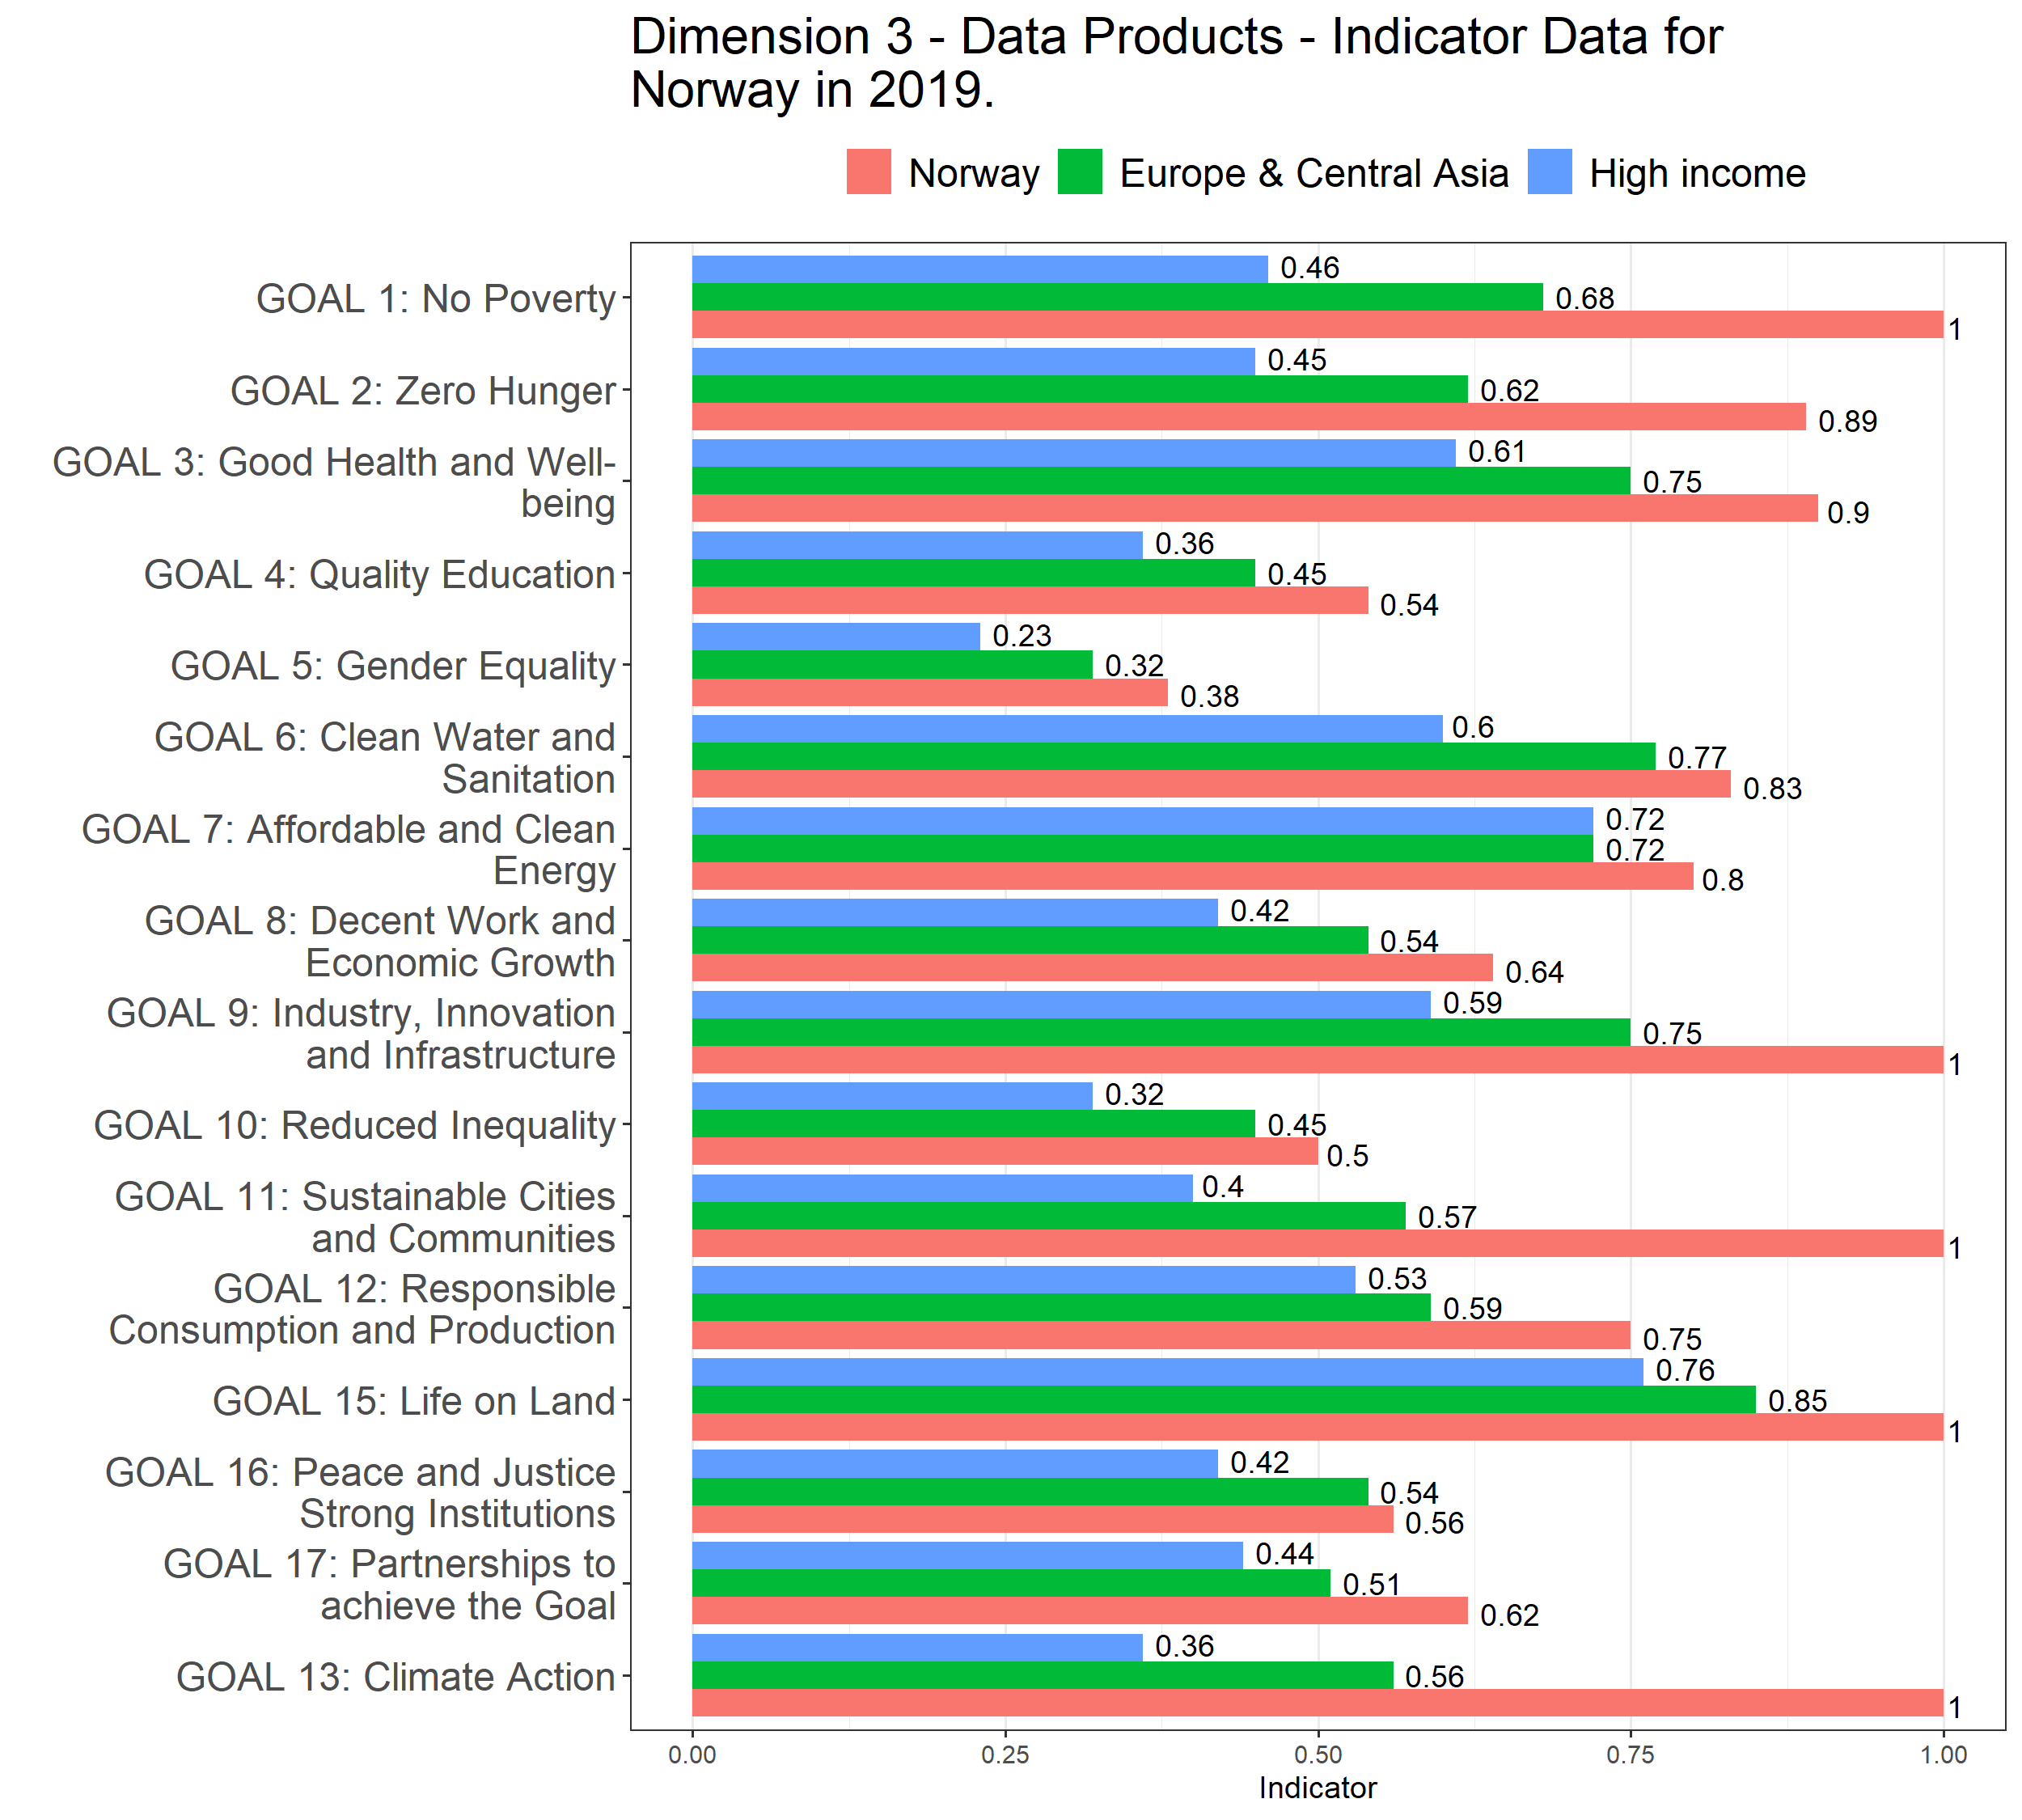 Dimension 3 - Data Products - Indicator Data for
Norway in 2019.
Norway Europe & Central Asia High income
GOAL 1: No Poverty
0.46
0.68
1
GOAL 2: Zero Hunger
0.45
0.62
0.89
GOAL 3: Good Health and Well-
being
0.61
0.75
0.9
GOAL 4: Quality Education
0.36
0.45
0.54
GOAL 5: Gender Equality
0.23
0.32
0.38
GOAL 6: Clean Water and
Sanitation
0.6
0.77
0.83
GOAL 7: Affordable and Clean
Energy
0.72
0.72
0.8
GOAL 8: Decent Work and
Economic Growth
0.42
0.54
0.64
GOAL 9: Industry, Innovation
and Infrastructure
0.59
0.75
1
GOAL 10: Reduced Inequality
0.32
0.45
0.5
GOAL 11: Sustainable Cities
and Communities
0.4
0.57
1
GOAL 12: Responsible
Consumption and Production
0.53
0.59
0.75
GOAL 15: Life on Land
0.76
0.85
1
GOAL 16: Peace and Justice
Strong Institutions
0.42
0.54
0.56
GOAL 17: Partnerships to
achieve the Goal
0.44
0.51
0.62
GOAL 13: Climate Action
0.36
0.56
1
0.00 0.25 0.50 0.75 1.00
Indicator